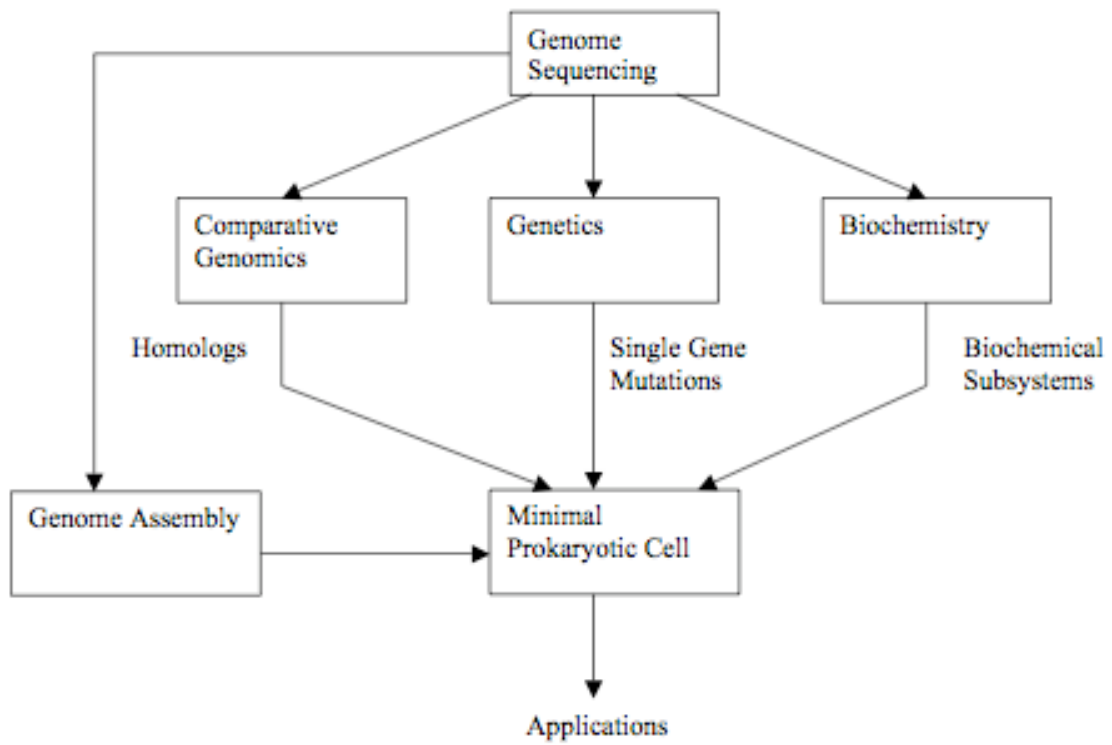 Genome
Sequencing
Comparative
Genomics
Genetics
Biochemistry
Homologs
Single Gene
Mutations
Biochemical
Subsystems
Genome Assembly
Minimal
Prokaryotic Cell
Applications